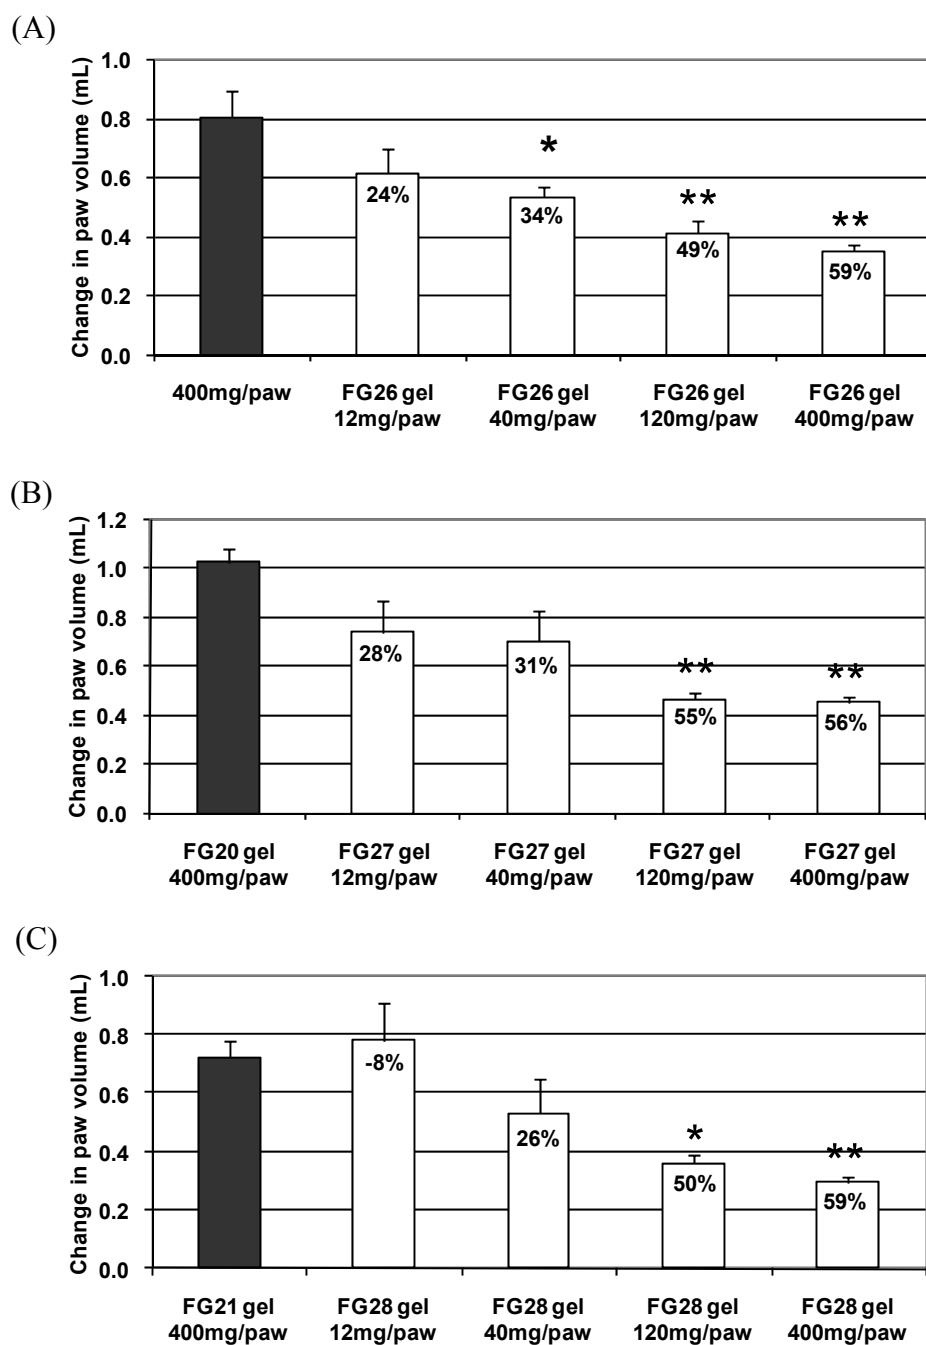 (A)
Change in paw volume (mL)
1.0
0.8
0.6
0.4
0.2
0.0
24%
*
34%
**
49%
**
59%
400mg/paw
FG26 gel
12mg/paw
FG26 gel
40mg/paw
FG26 gel
120mg/paw
FG26 gel
400mg/paw
(B)
Change in paw volume (mL)
1.2
1.0
0.8
0.6
0.4
0.2
0.0
28%
31%
**
55%
**
56%
FG20 gel
400mg/paw
FG27 gel
12mg/paw
FG27 gel
40mg/paw
FG27 gel
120mg/paw
FG27 gel
400mg/paw
(C)
Change in paw volume (mL)
1.0
0.8
0.6
0.4
0.2
0.0
-8%
26%
*
50%
**
59%
FG21 gel
400mg/paw
FG28 gel
12mg/paw
FG28 gel
40mg/paw
FG28 gel
120mg/paw
FG28 gel
400mg/paw